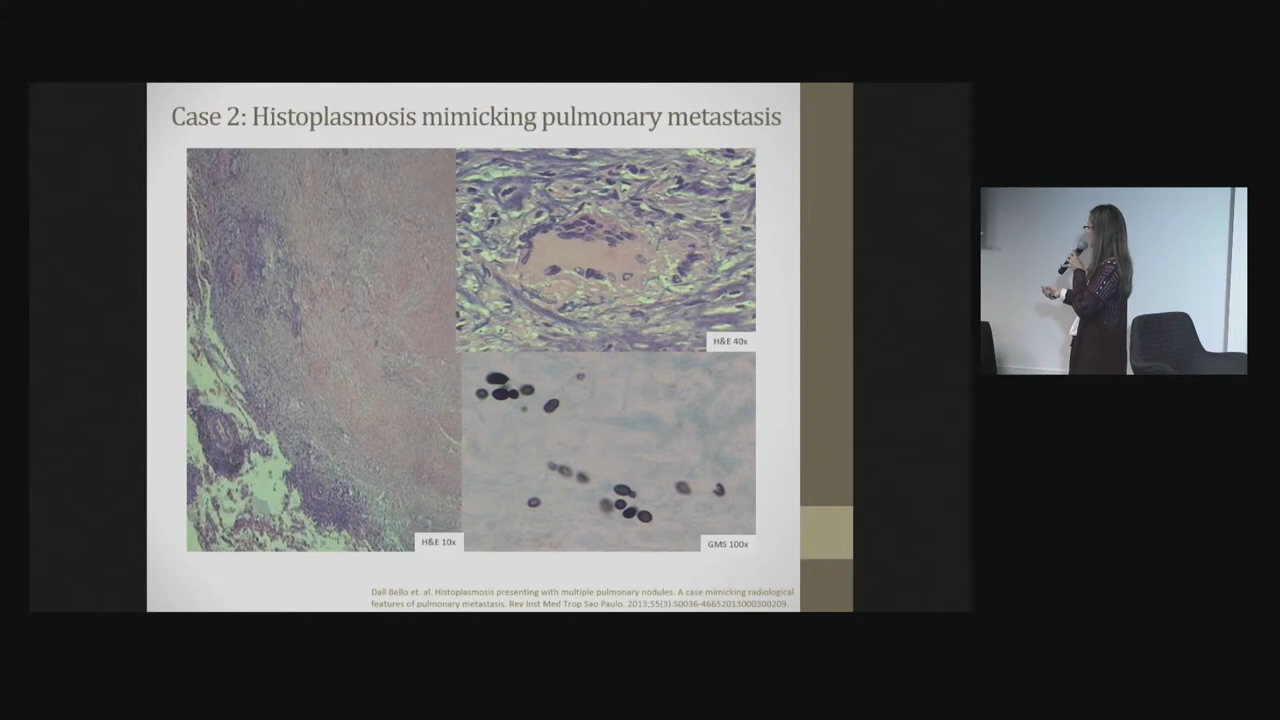 Case 2: Histoplasmosis mimicking pulmonary metastasis
H&E 40x
H&E 10x
GMS 100x
Dall Bello et. al. Histoplasmosis presenting with multiple pulmonary nodules. A case mimicking radiological
features of pulmonary metastasis. Rev Inst Med Trop Sao Paulo. 2013;55(3).S0036-46652013000300209.